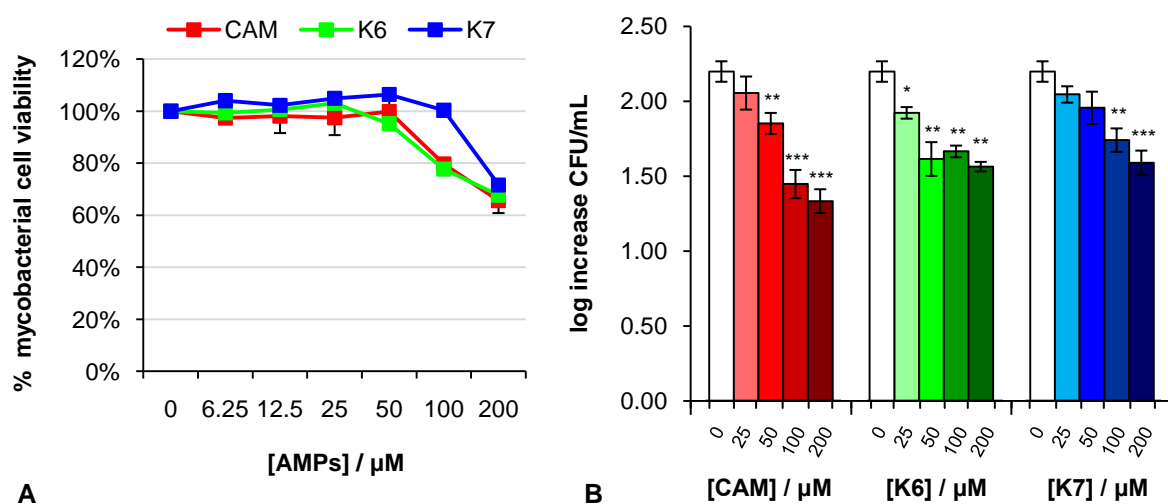 CAM K6 K7
% mycobacterial cell viability
120%
100%
80%
60%
40%
20%
0%
0 6.25 12.5 25 50 100 200
[AMPs] / µM
A
log increase CFU/mL
2.50
2.00
1.50
1.00
0.50
0.00
** *** ***
* ** ** **
** ***
0 25 50 100 200
0 25 50 100 200
0 25 50 100 200
[CAM] / µM
[K6] / µM
[K7] / µM
B